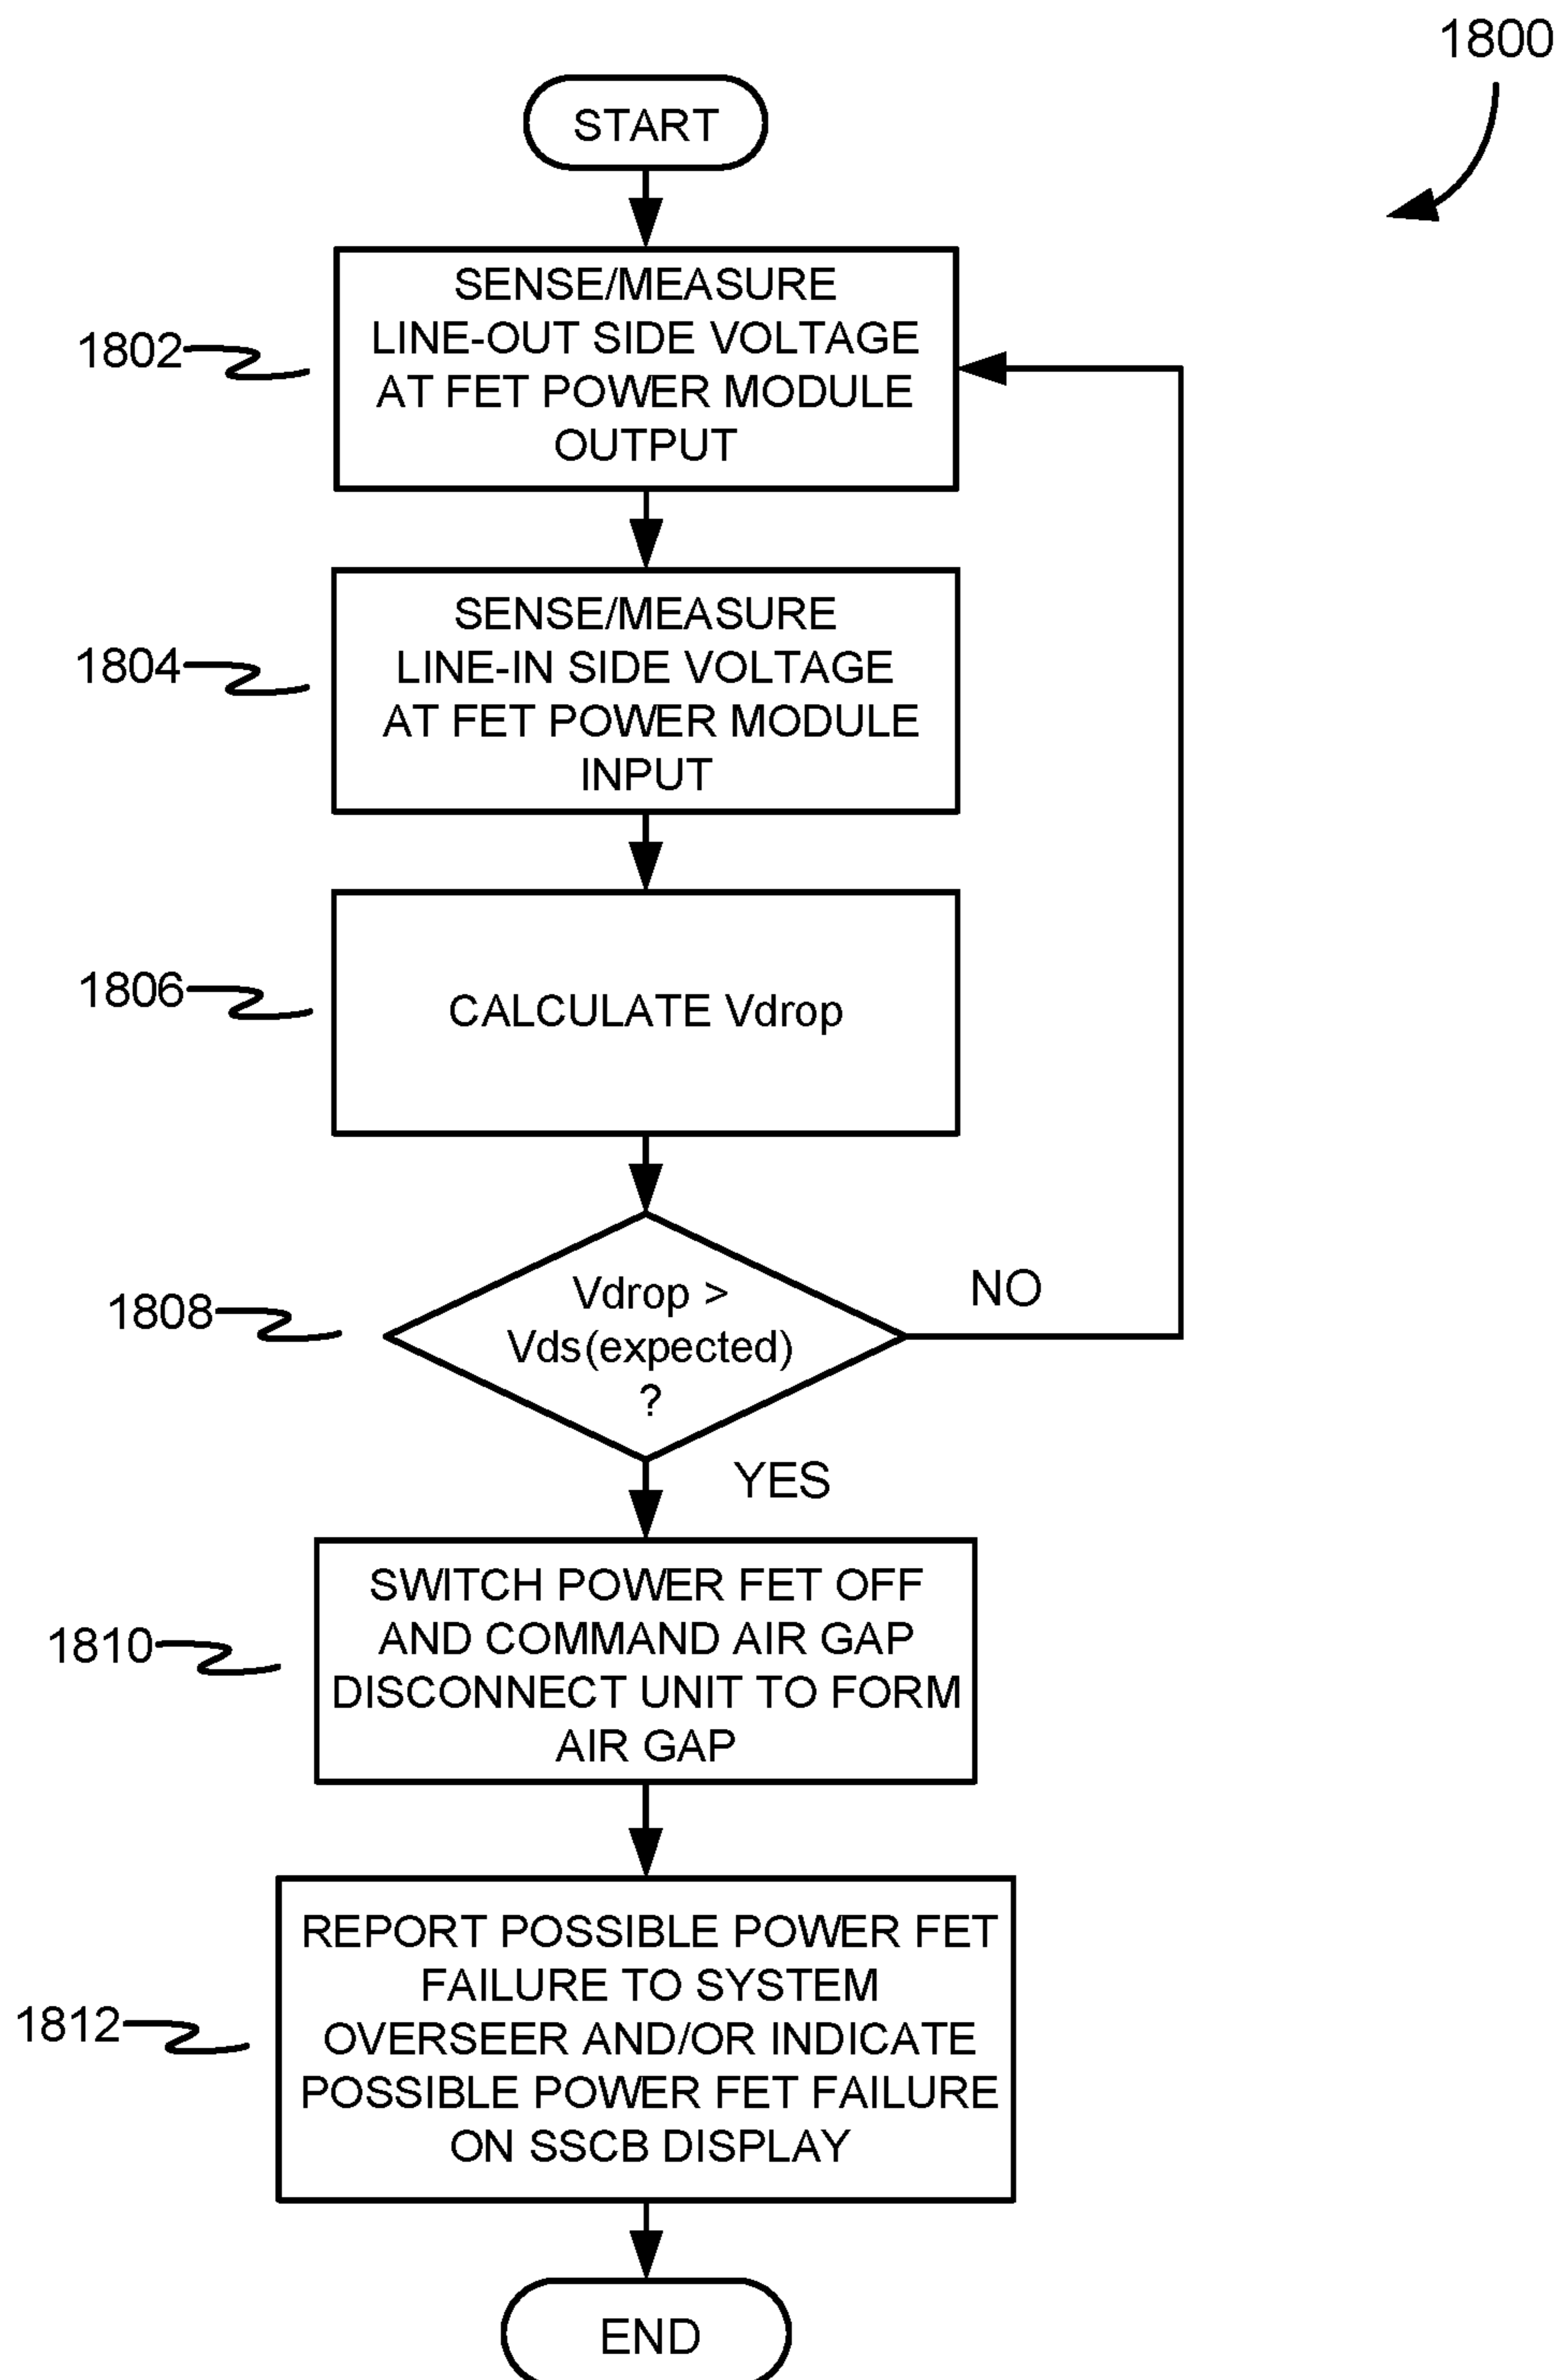 1800
START
1802
SENSE/MEASURE
LINE-OUT SIDE VOLTAGE
AT FET POWER MODULE
OUTPUT
1804
SENSE/MEASURE
LINE-IN SIDE VOLTAGE
AT FET POWER MODULE
INPUT
1806
CALCULATE Vdrop
1808
Vdrop >
Vds(expected)
?
NO
YES
1810
SWITCH POWER FET OFF
AND COMMAND AIR GAP
DISCONNECT UNIT TO FORM
AIR GAP
1812
REPORT POSSIBLE POWER FET
FAILURE TO SYSTEM
OVERSEER AND/OR INDICATE
POSSIBLE POWER FET FAILURE
ON SSCB DISPLAY
END